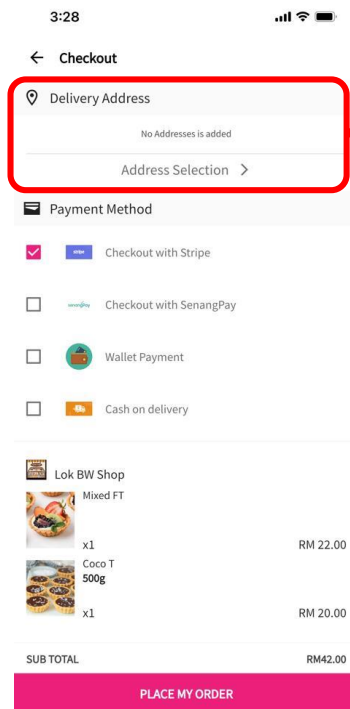 3:28
Checkout
Delivery Address
No Addresses is added
Address Selection >
Payment Method
stripe Checkout with Stripe
senangPay Checkout with SenangPay
Wallet Payment
Cash on delivery
Lok BW Shop
Mixed FT
x1 RM 22.00
Coco T
500g
x1 RM 20.00
SUB TOTAL RM42.00
PLACE MY ORDER